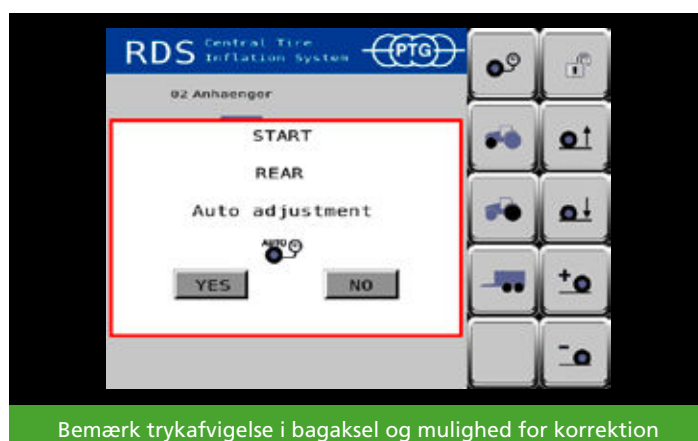 RDS Central Tire
Inflation System
PTG
02 Anhaenger
START
REAR
Auto adjustment
AUTO
YES
NO
Bemærk trykafvigelse i bagaksel og mulighed for korrektion